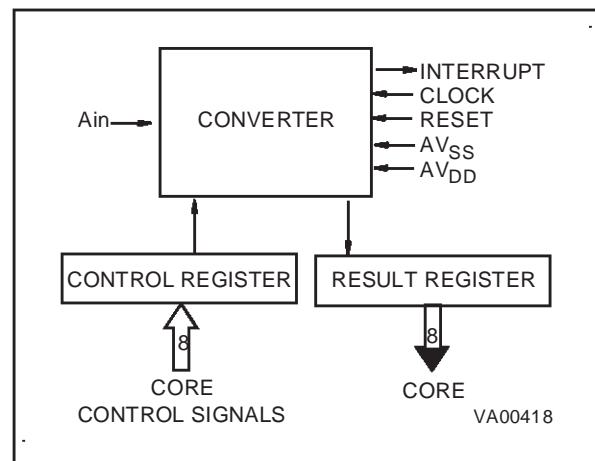 INTERRUPT
CLOCK
Ain
CONVERTER
RESET
AVSS
AVDD
CONTROL REGISTER
RESULT REGISTER
8
8
CORE
CONTROL SIGNALS
CORE
VA00418